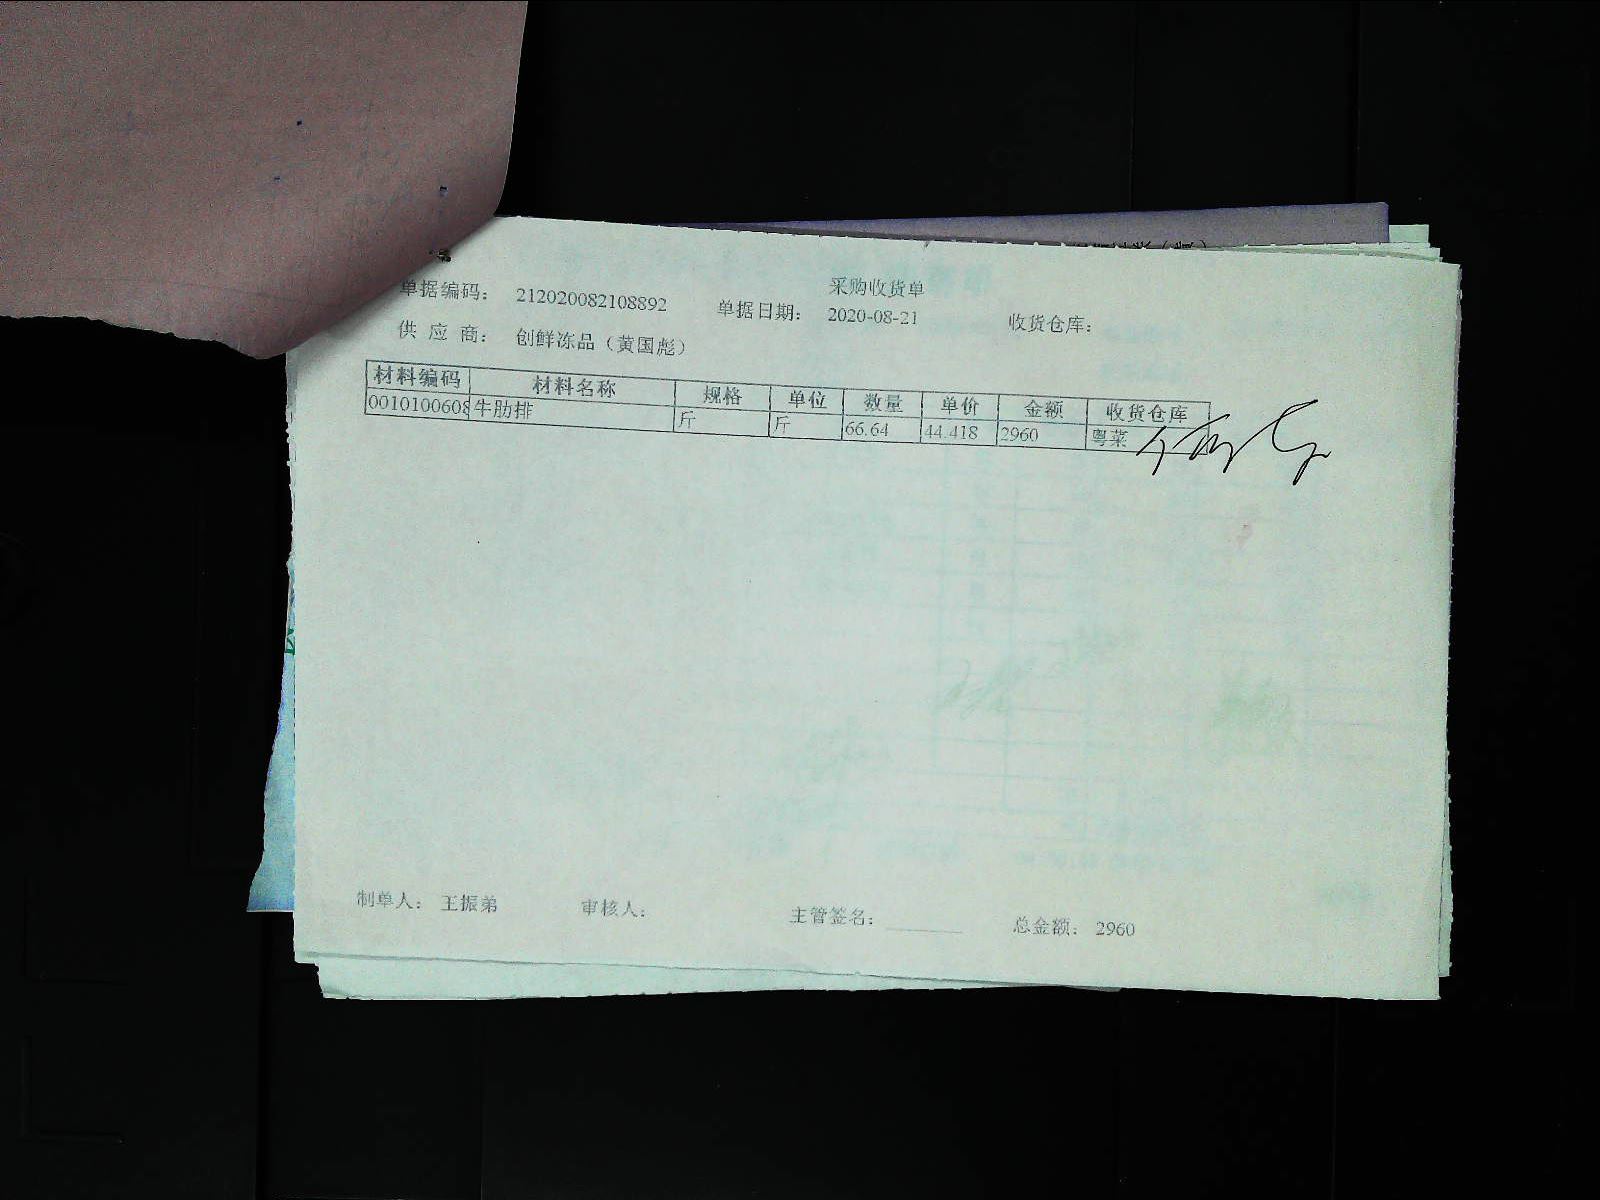 采购收货单
单据编码： 212020082108892 单据日期： 2020-08-21 收货仓库：
供 应 商： 创鲜冻品（黄国彪）
材料编码 材料名称 规格 单位 数量 单价 金额 收货仓库
0010100608 牛肋排 斤 斤 66.64 44.418 2960 粤菜
制单人： 王振弟 审核人： 主管签名： 总金额： 2960